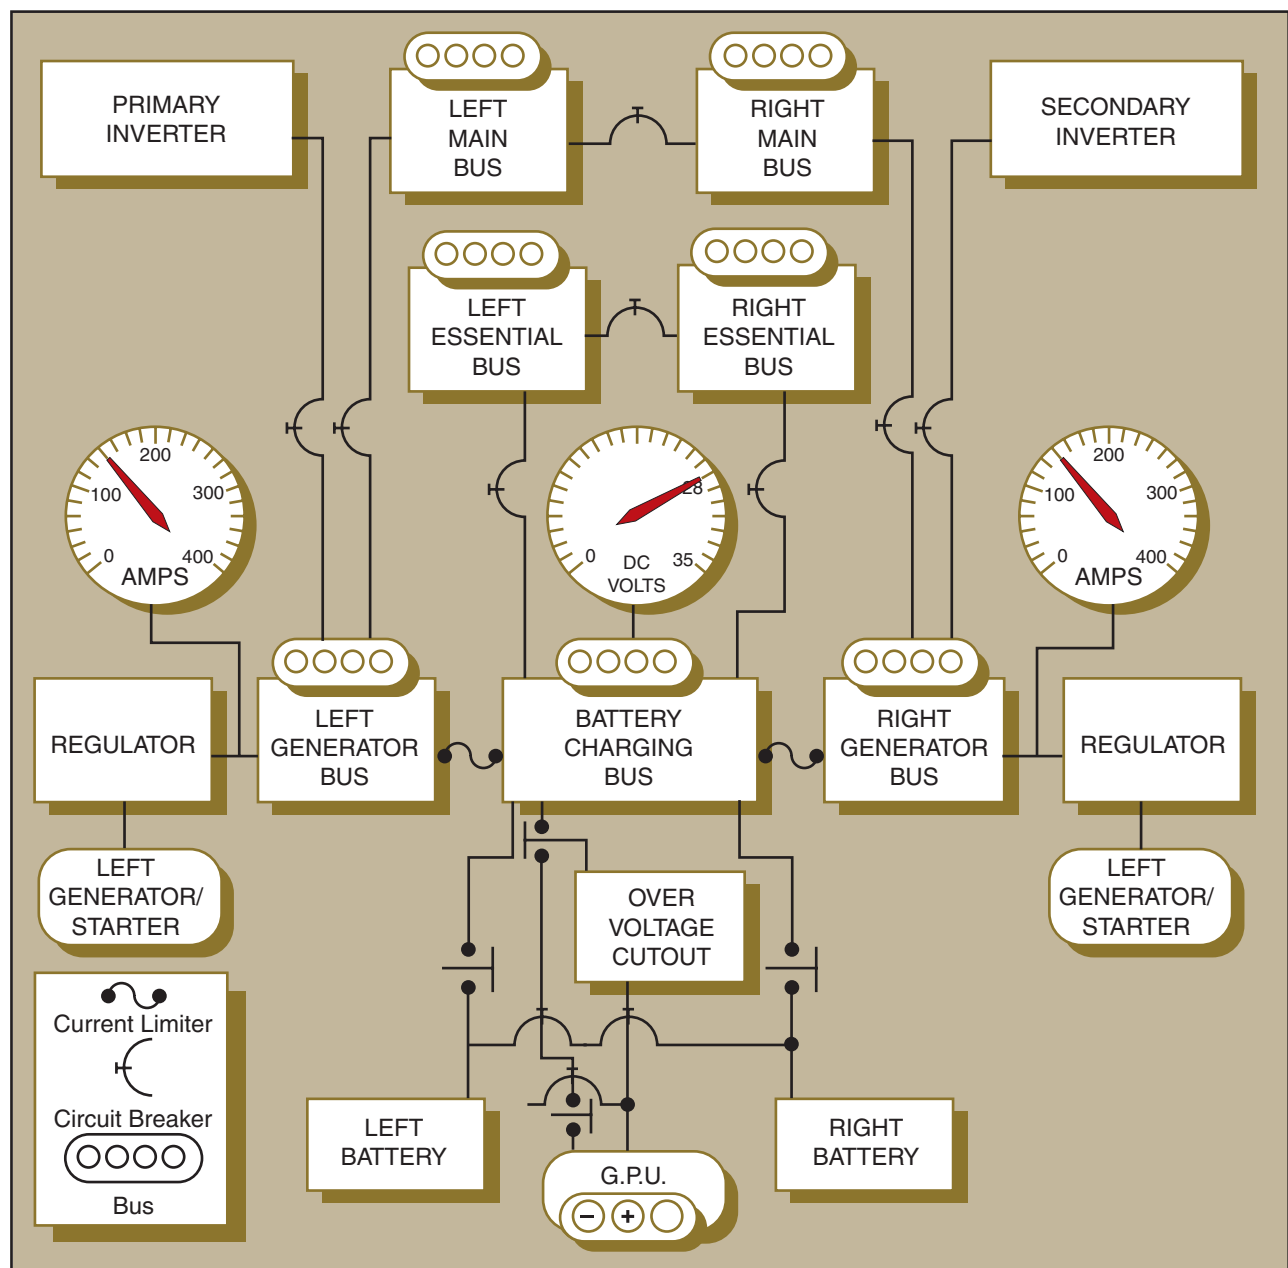 PRIMARY
INVERTER
LEFT
MAIN
BUS
RIGHT
MAIN
BUS
SECONDARY
INVERTER
LEFT
ESSENTIAL
BUS
RIGHT
ESSENTIAL
BUS
0
100
200
300
400
AMPS
0
28
35
DC
VOLTS
0
100
200
300
400
AMPS
REGULATOR
LEFT
GENERATOR
BUS
BATTERY
CHARGING
BUS
RIGHT
GENERATOR
BUS
REGULATOR
LEFT
GENERATOR/
STARTER
OVER
VOLTAGE
CUTOUT
LEFT
GENERATOR/
STARTER
Current Limiter
Circuit Breaker
Bus
LEFT
BATTERY
G.P.U.
− +
RIGHT
BATTERY